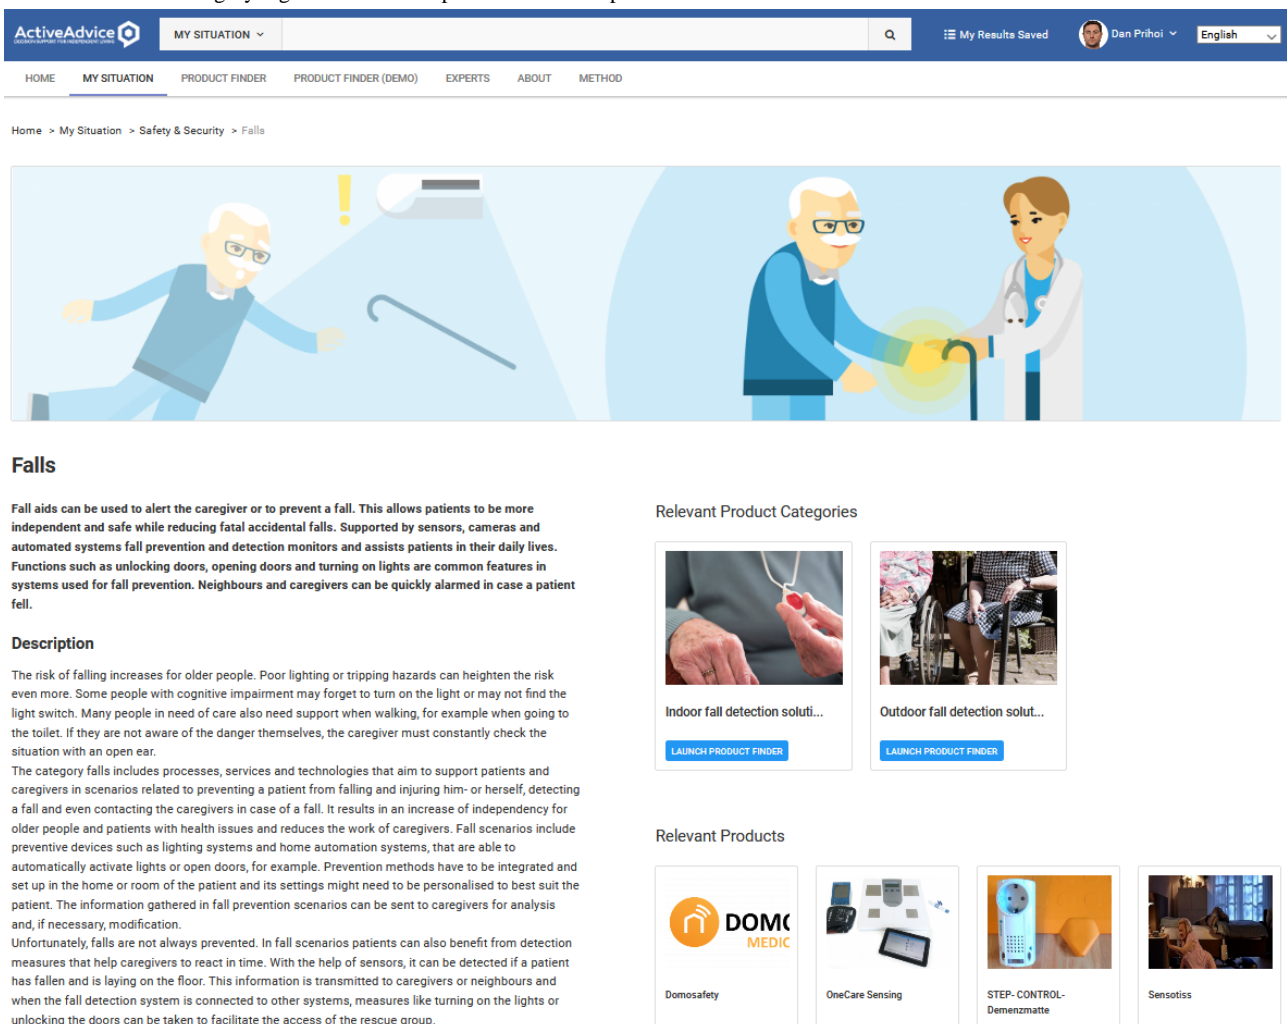 ActiveAdvice
DECISION SUPPORT FOR INDEPENDENT LIVING
MY SITUATION
My Results Saved
Dan Prihoi
English
HOME
MY SITUATION
PRODUCT FINDER
PRODUCT FINDER (DEMO)
EXPERTS
ABOUT
METHOD
Home > My Situation > Safety & Security > Falls
Falls
Fall aids can be used to alert the caregiver or to prevent a fall. This allows patients to be more
independent and safe while reducing fatal accidental falls. Supported by sensors, cameras and
automated systems fall prevention and detection monitors and assists patients in their daily lives.
Functions such as unlocking doors, opening doors and turning on lights are common features in
systems used for fall prevention. Neighbours and caregivers can be quickly alarmed in case a patient
fell.
Description
The risk of falling increases for older people. Poor lighting or tripping hazards can heighten the risk
even more. Some people with cognitive impairment may forget to turn on the light or may not find the
light switch. Many people in need of care also need support when walking, for example when going to
the toilet. If they are not aware of the danger themselves, the caregiver must constantly check the
situation with an open ear.
The category falls includes processes, services and technologies that aim to support patients and
caregivers in scenarios related to preventing a patient from falling and injuring him- or herself, detecting
a fall and even contacting the caregivers in case of a fall. It results in an increase of independency for
older people and patients with health issues and reduces the work of caregivers. Fall scenarios include
preventive devices such as lighting systems and home automation systems, that are able to
automatically activate lights or open doors, for example. Prevention methods have to be integrated and
set up in the home or room of the patient and its settings might need to be personalised to best suit the
patient. The information gathered in fall prevention scenarios can be sent to caregivers for analysis
and, if necessary, modification.
Unfortunately, falls are not always prevented. In fall scenarios patients can also benefit from detection
measures that help caregivers to react in time. With the help of sensors, it can be detected if a patient
has fallen and is laying on the floor. This information is transmitted to caregivers or neighbours and
when the fall detection system is connected to other systems, measures like turning on the lights or
unlocking the doors can be taken to facilitate the access of the rescue group.
Relevant Product Categories
Indoor fall detection soluti...
LAUNCH PRODUCT FINDER
Outdoor fall detection solut...
LAUNCH PRODUCT FINDER
Relevant Products
DOMO
MEDIC
Domosafety
OneCare Sensing
STEP- CONTROL-
Demenzmatte
Sensotiss